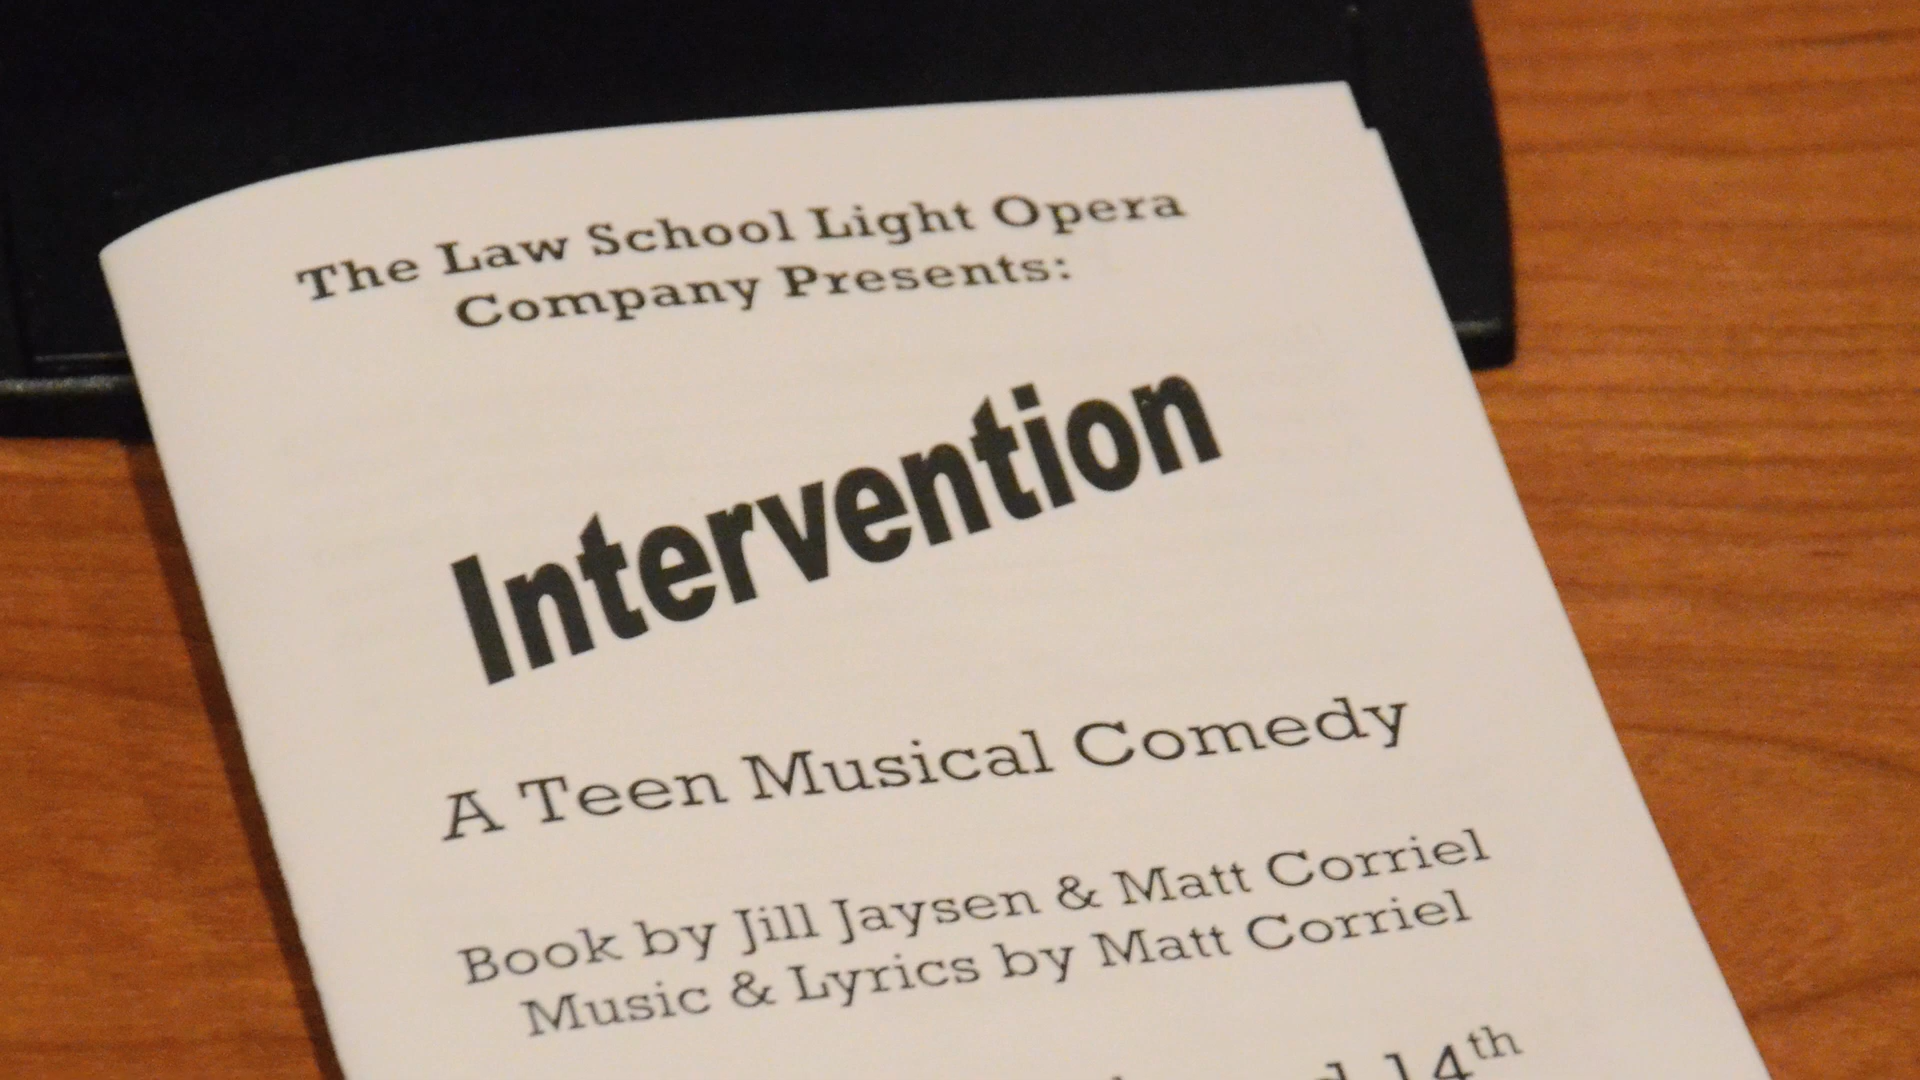 The Law School Light Opera
Company Presents:
Intervention
A Teen Musical Comedy
Book by Jill Jaysen & Matt Corriel
Music & Lyrics by Matt Corriel
14th